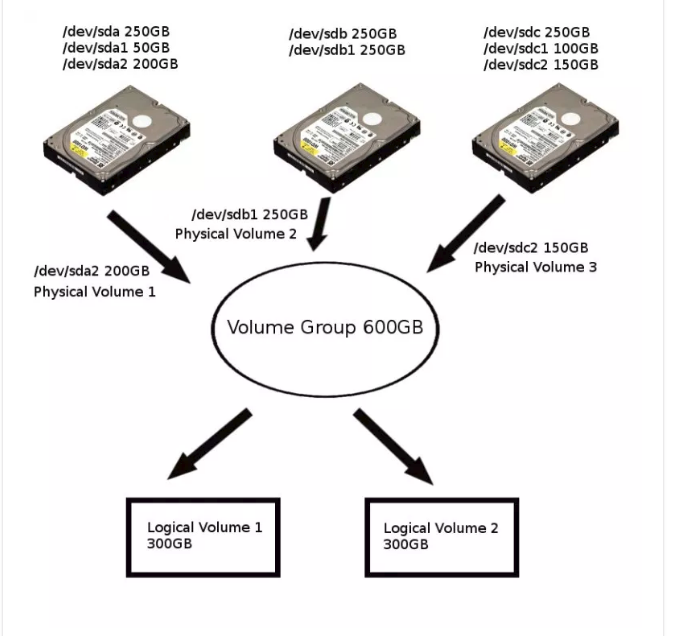 /dev/sda 250GB
/dev/sda1 50GB
/dev/sda2 200GB
/dev/sdb 250GB
/dev/sdb1 250GB
/dev/sdc 250GB
/dev/sdc1 100GB
/dev/sdc2 150GB
/dev/sdb1 250GB
Physical Volume 2
/dev/sda2 200GB
Physical Volume 1
/dev/sdc2 150GB
Physical Volume 3
Volume Group 600GB
Logical Volume 1
300GB
Logical Volume 2
300GB